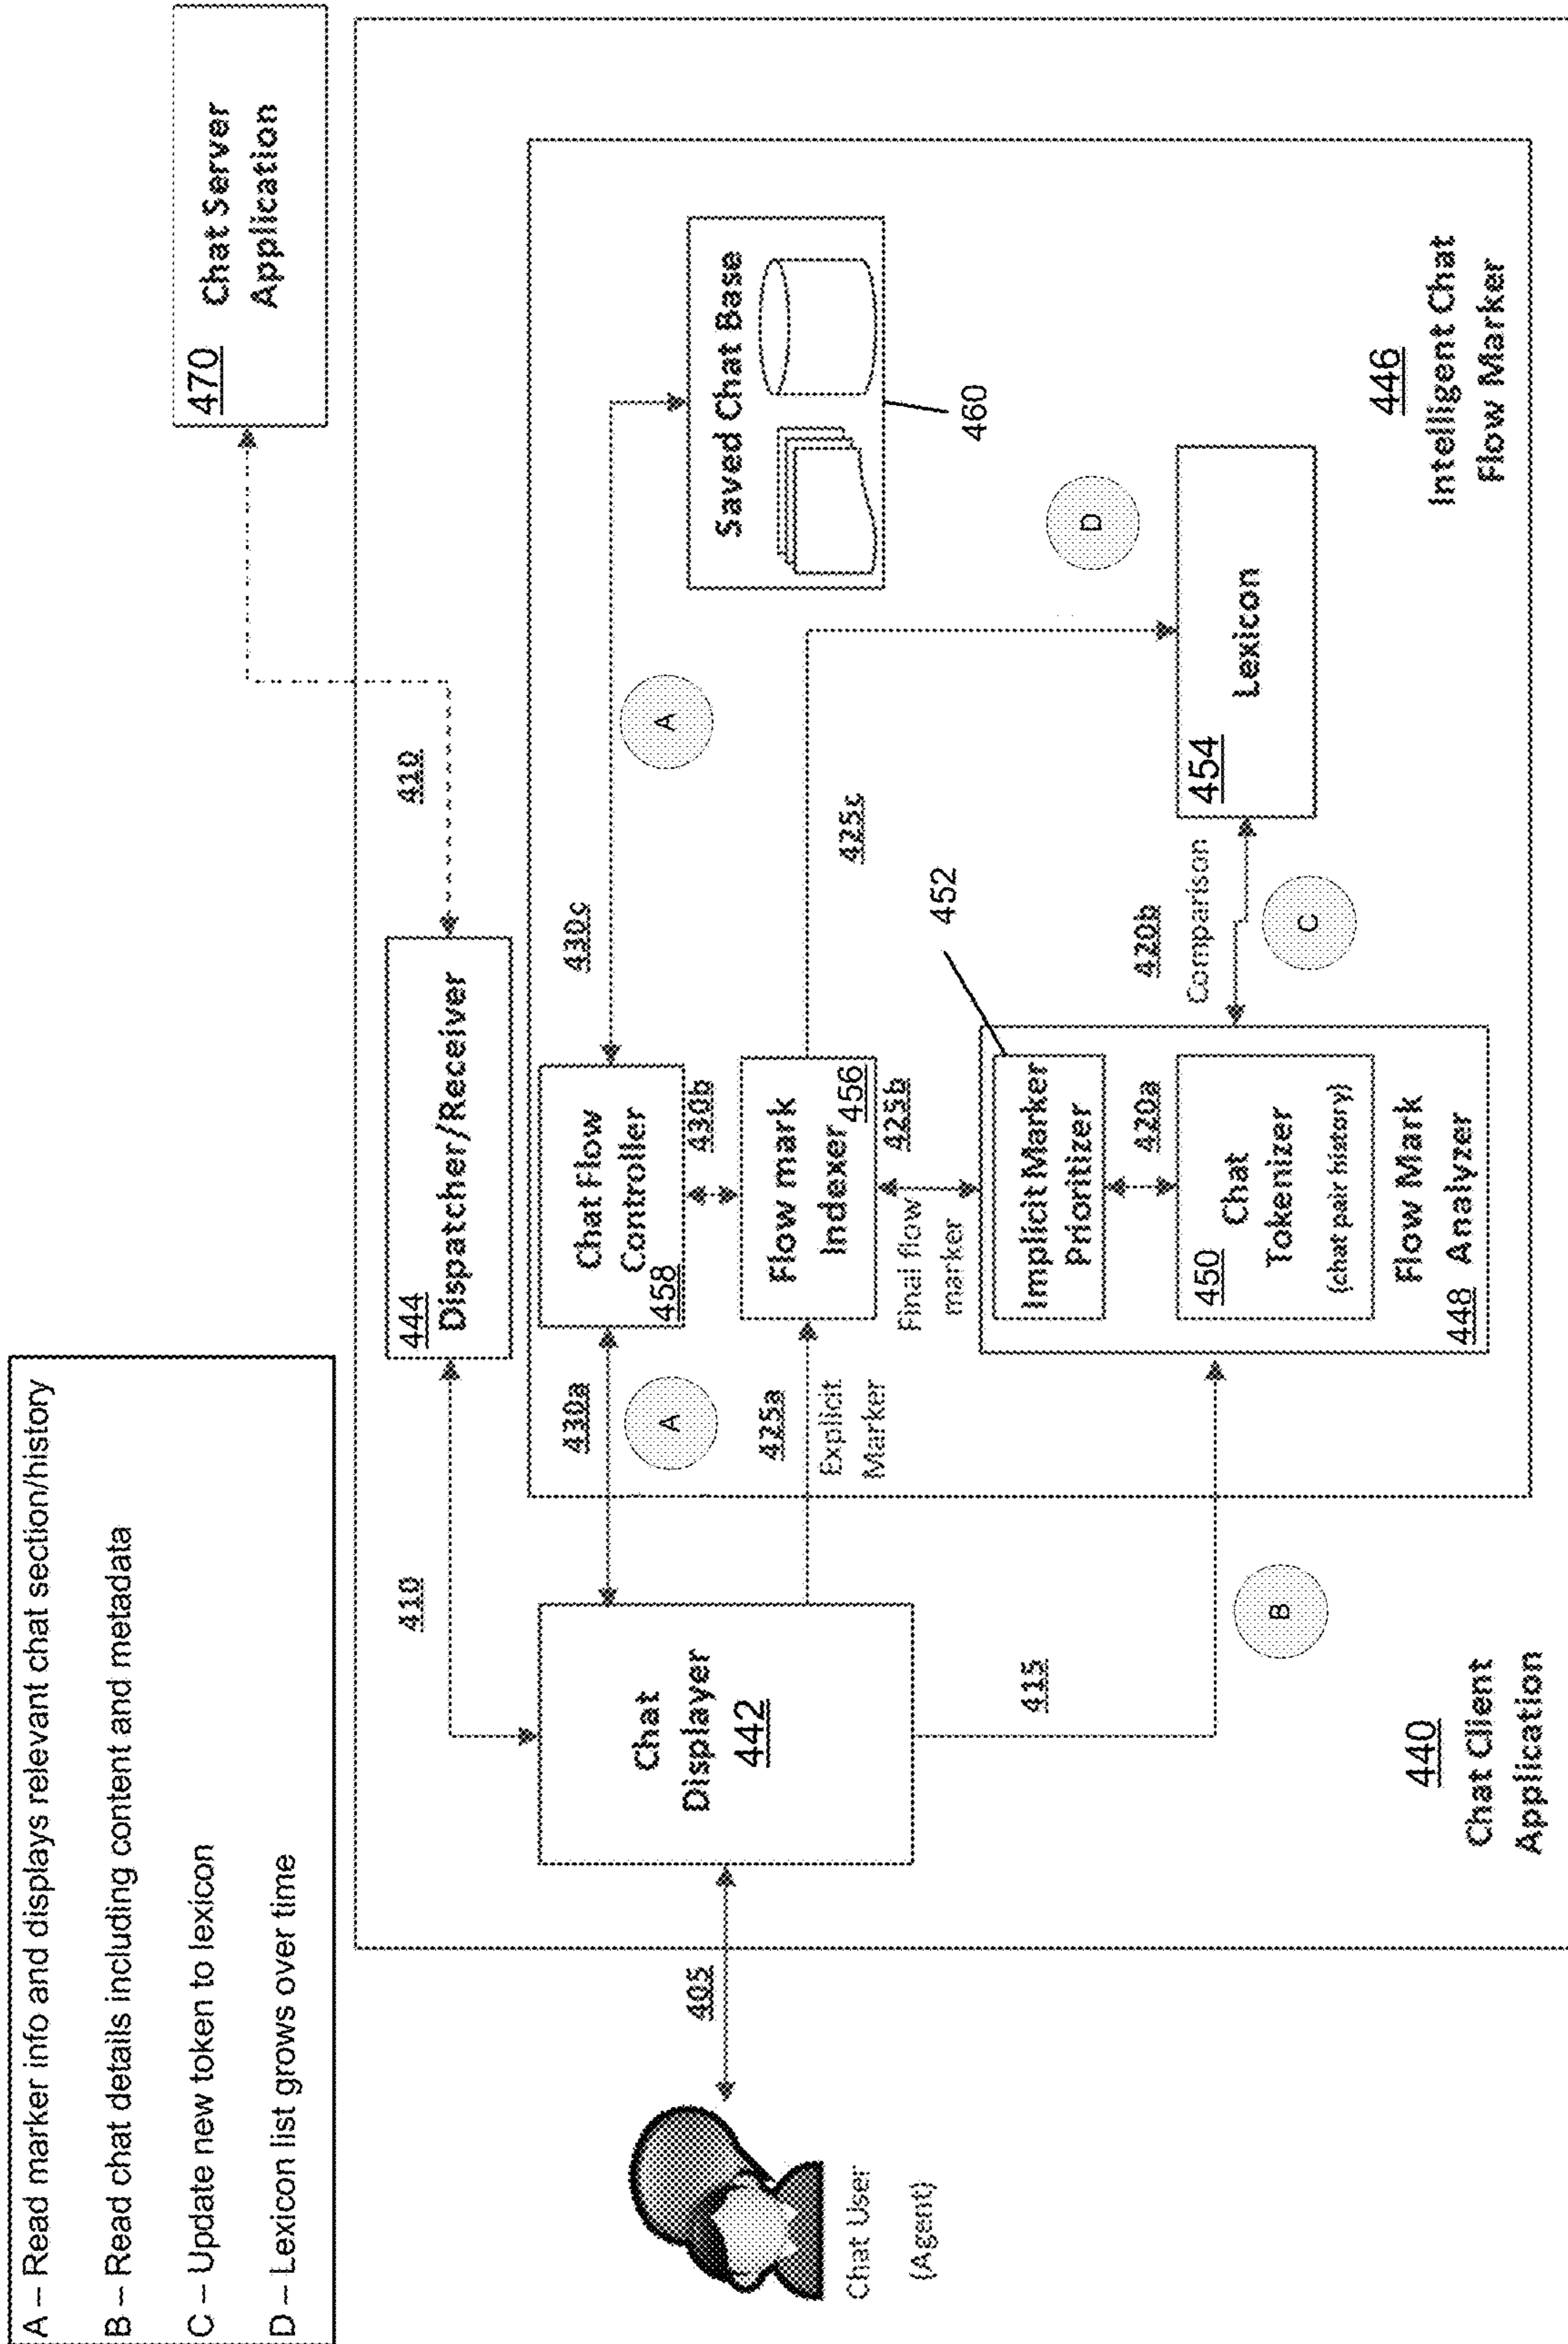 A – Read marker info and displays relevant chat section/history
B – Read chat details including content and metadata
C – Update new token to lexicon
D – Lexicon list grows over time
470 Chat Server
Application
410
410
444
Dispatcher/Receiver
405
Chat User
(Agent)
Chat
Displayer
442
430a
A
430c
A
Chat Flow
Controller
458
430b
Saved Chat Base
460
425a
Explicit
Marker
Flow mark
Indexer
456
425c
425b
Final flow
marker
452
Implicit Marker
Prioritizer
420a
450
Chat
Tokenizer
(chat pair history)
Flow Mark
448 Analyzer
420b
Comparison
C
D
454
Lexicon
415
B
446
Intelligent Chat
Flow Marker
440
Chat Client
Application